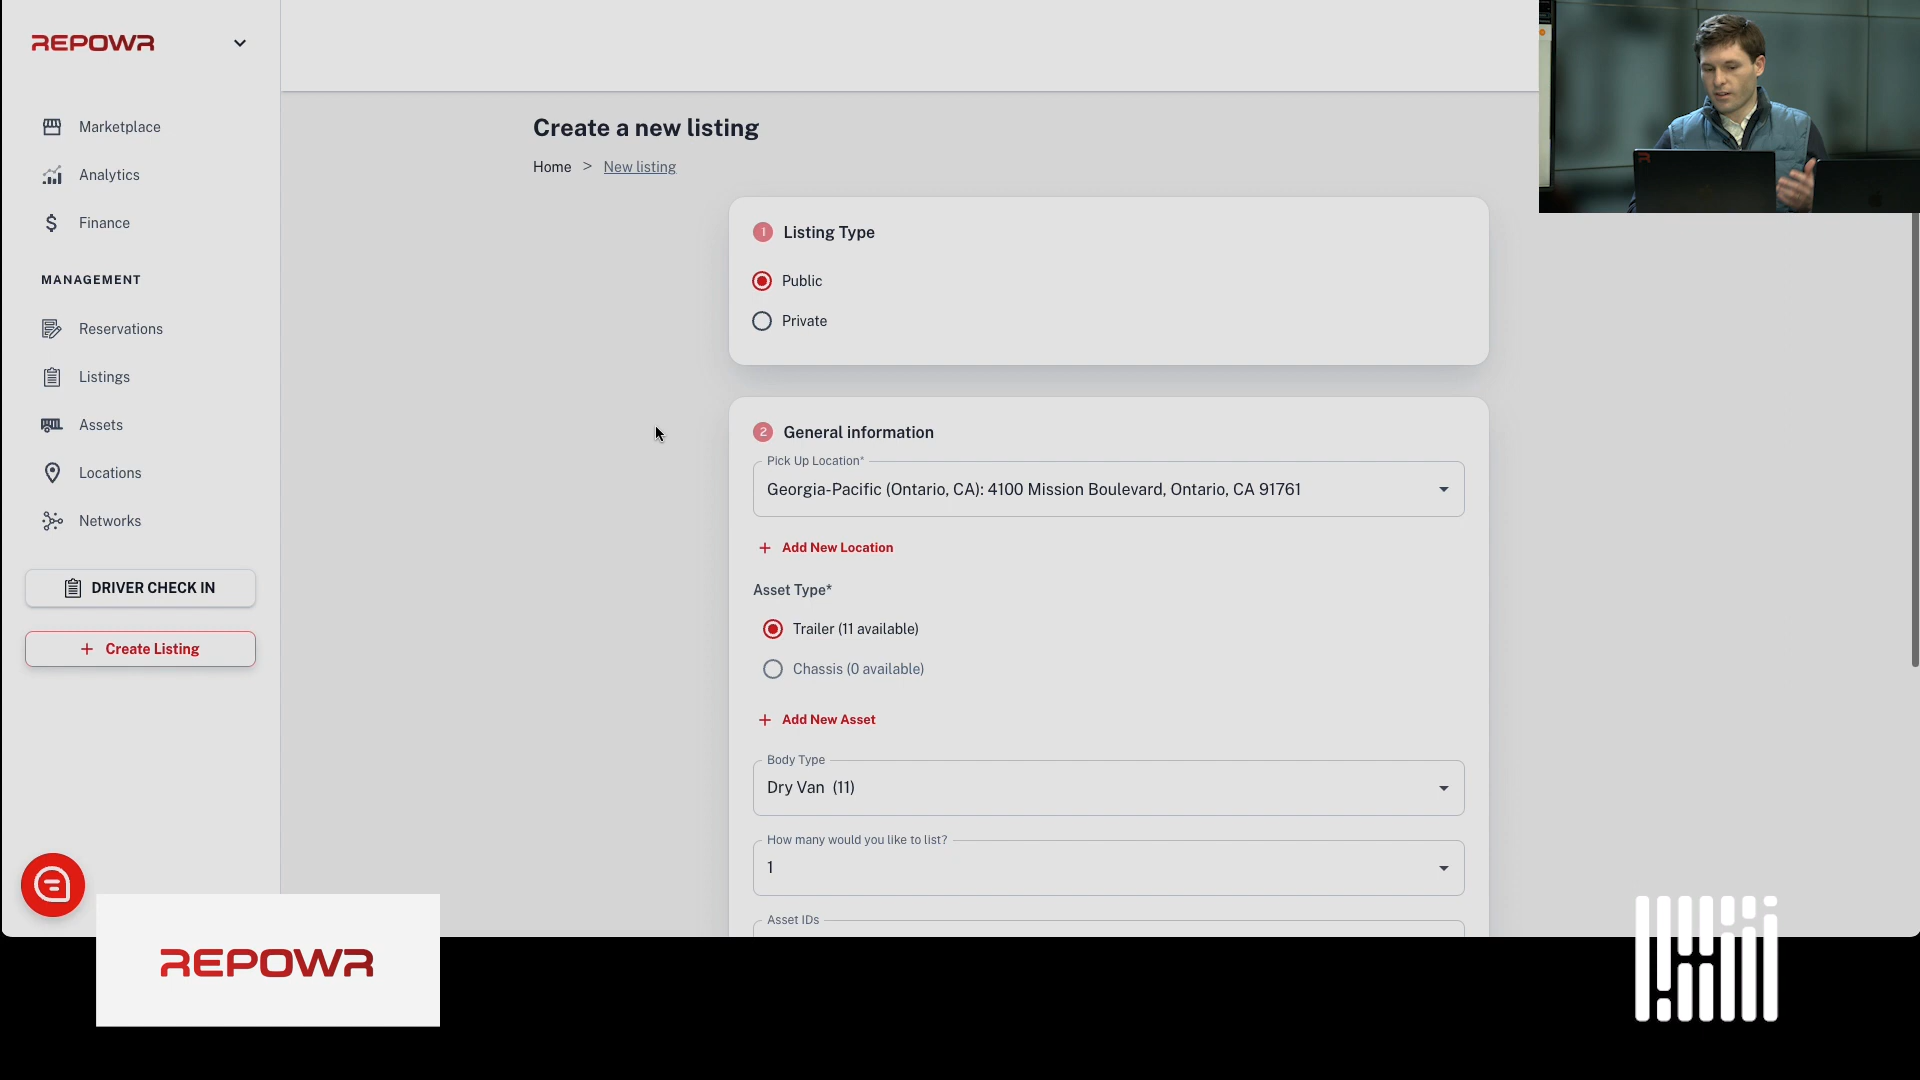 REPOWR
Marketplace
Analytics
Finance
MANAGEMENT
Reservations
Listings
Assets
Locations
Networks
DRIVER CHECK IN
Create Listing
Create a new listing
Home > New listing
1 Listing Type
Public
Private
2 General information
Pick Up Location*
Georgia-Pacific (Ontario, CA): 4100 Mission Boulevard, Ontario, CA 91761
+ Add New Location
Asset Type*
Trailer (11 available)
Chassis (0 available)
+ Add New Asset
Body Type
Dry Van (11)
How many would you like to list?
1
Asset IDs
REPOWR